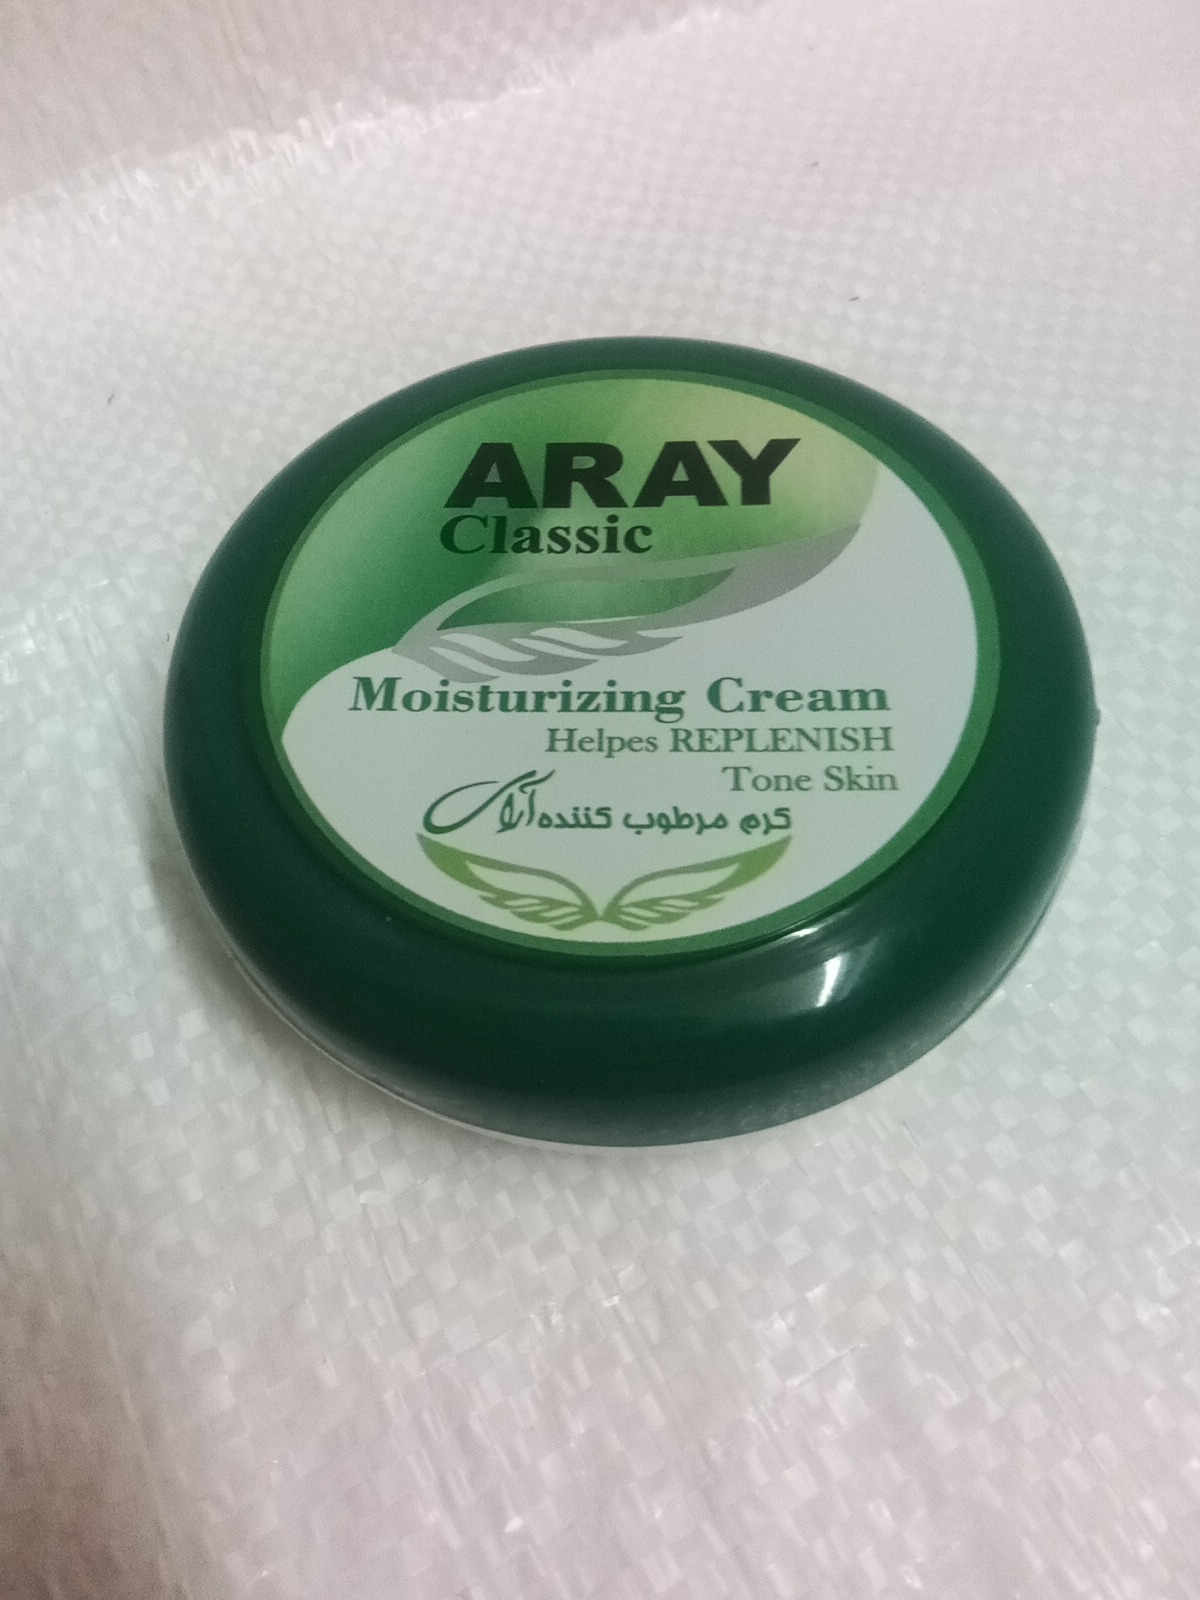 ARAY
Classic
Moisturizing Cream
Helpes REPLENISH
Tone Skin
کرم مرطوب کننده آرای